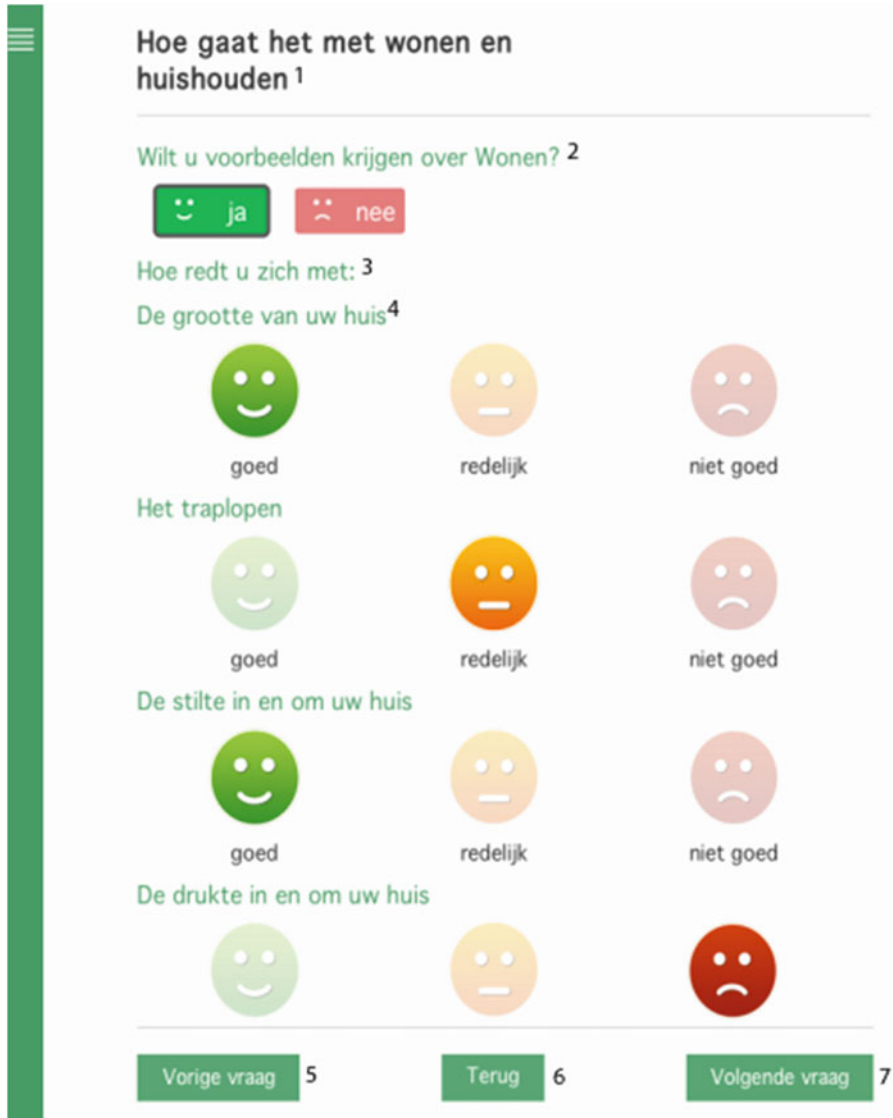 Hoe gaat het met wonen en
huishouden 1
Wilt u voorbeelden krijgen over Wonen? 2
ja nee
Hoe redt u zich met: 3
De grootte van uw huis4
goed redelijk niet goed
Het traplopen
goed redelijk niet goed
De stilte in en om uw huis
goed redelijk niet goed
De drukte in en om uw huis
Vorige vraag 5 Terug 6 Volgende vraag 7